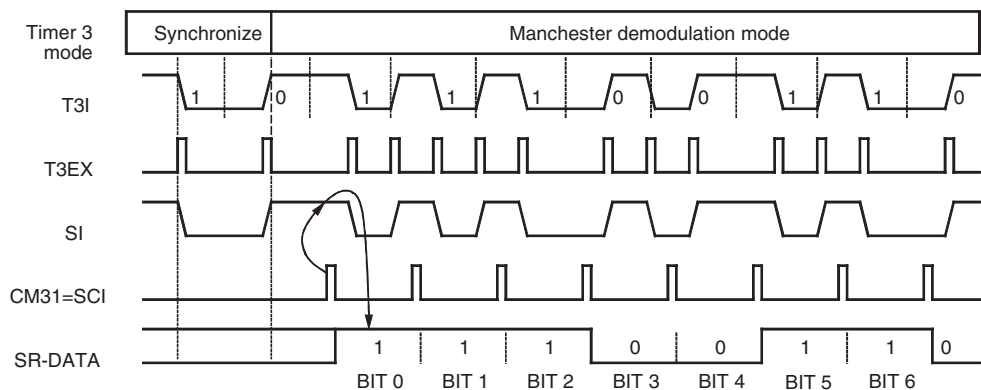 Timer 3 mode Synchronize Manchester demodulation mode
T3I 1 0 1 1 1 0 0 1 1 0
T3EX
SI
CM31=SCI
SR-DATA 1 1 1 0 0 1 1 0
BIT 0 BIT 1 BIT 2 BIT 3 BIT 4 BIT 5 BIT 6